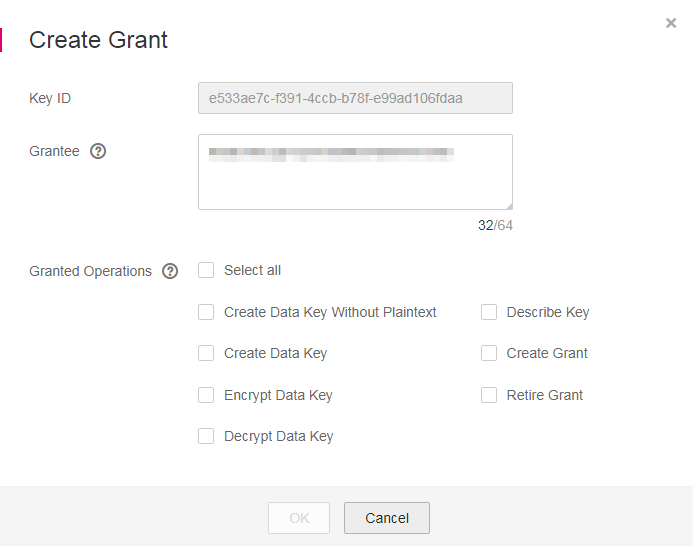 Create Grant
Key ID
e533ae7c-f391-4ccb-b78f-e99ad106fdaa
Grantee ?
32/64
Granted Operations ? Select all
Create Data Key Without Plaintext Describe Key
Create Data Key Create Grant
Encrypt Data Key Retire Grant
Decrypt Data Key
OK Cancel